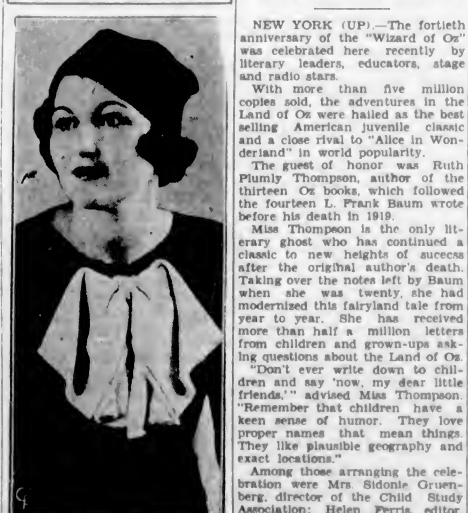 NEW YORK (UP).—The fortieth
anniversary of the "Wizard of Oz"
was celebrated here recently by
literary leaders, educators, stage
and radio stars.
With more than five million
copies sold, the adventures in the
Land of Oz were hailed as the best
selling American juvenile classic
and a close rival to "Alice in Won-
derland" in world popularity.
The guest of honor was Ruth
Plumly Thompson, author of the
thirteen Oz books, which followed
the fourteen L. Frank Baum wrote
before his death in 1919.
Miss Thompson is the only lit-
erary ghost who has continued a
classic to new heights of sucecss
after the original author's death.
Taking over the notes left by Baum
when she was twenty, she had
modernized this fairyland tale from
year to year. She has received
more than half a million letters
from children and grown-ups ask-
ing questions about the Land of Oz.
"Don't ever write down to chil-
dren and say 'now, my dear little
friends,'" advised Miss Thompson.
"Remember that children have a
keen sense of humor. They love
proper names that mean things.
They like plausible geography and
exact locations."
Among those arranging the cele-
bration were Mrs. Sidonie Gruen-
berg, director of the Child Study
Association; Helen Ferris, editor